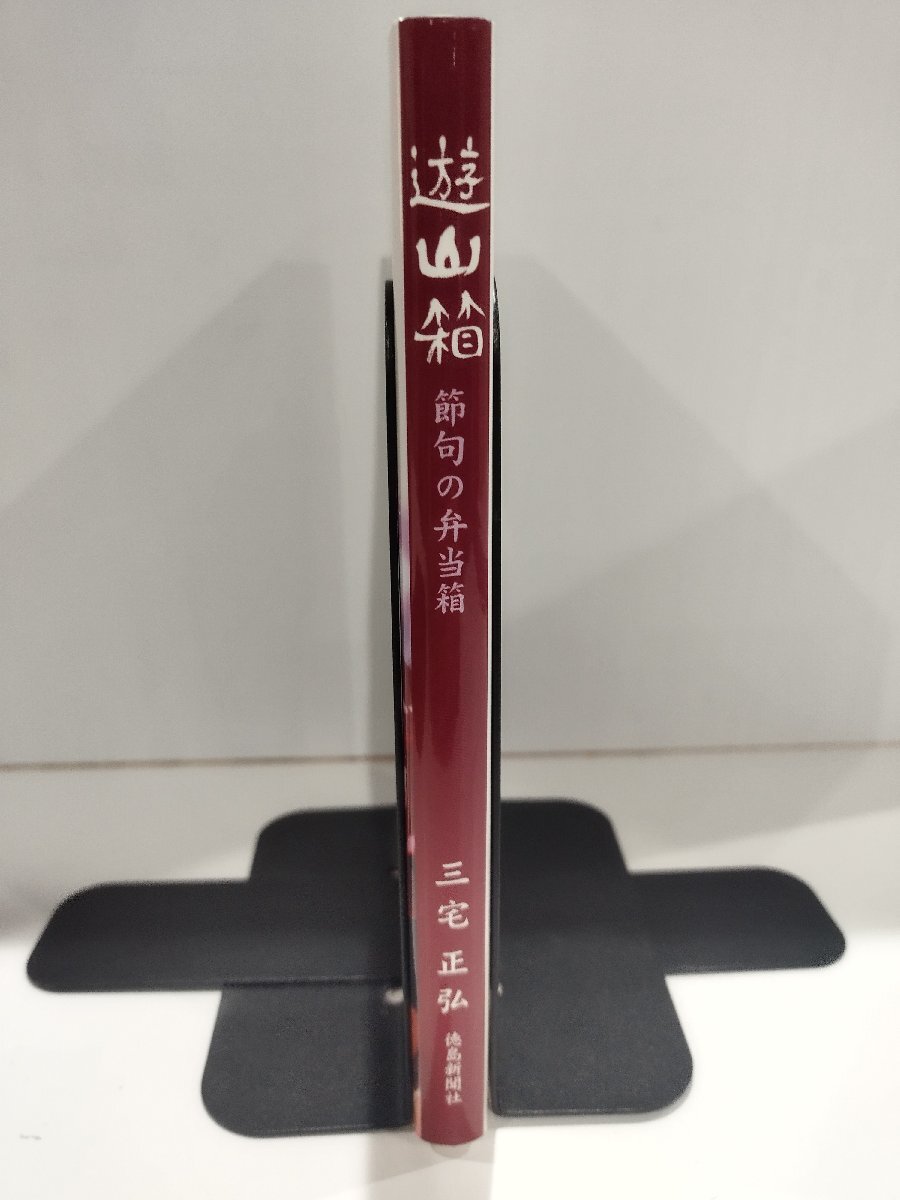 遊山箱
節句の弁当箱
三宅正弘
徳島新聞社